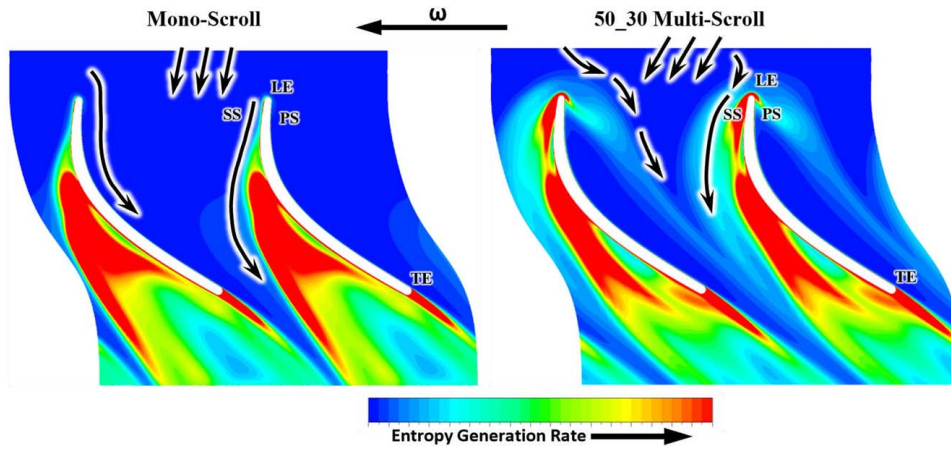 Mono-Scroll
ω
50_30 Multi-Scroll
LE
SS
PS
TE
LE
SS
PS
TE
Entropy Generation Rate